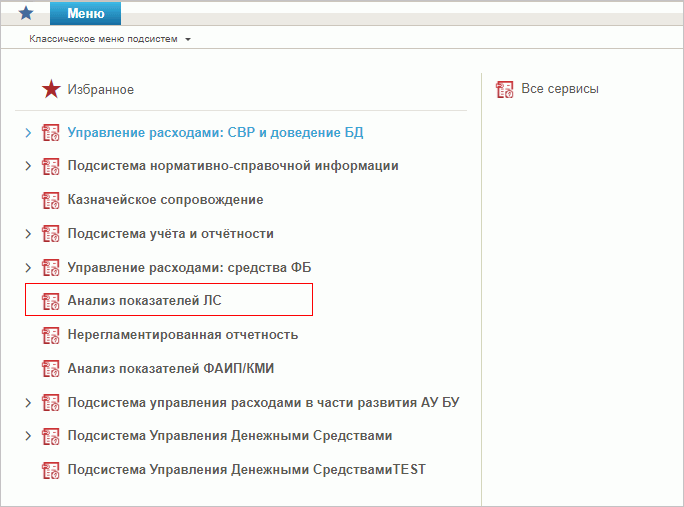 Меню
Классическое меню подсистем
Избранное
Управление расходами: СВР и доведение БД
Подсистема нормативно-справочной информации
Казначейское сопровождение
Подсистема учёта и отчётности
Управление расходами: средства ФБ
Анализ показателей ЛС
Нерегламентированная отчетность
Анализ показателей ФАИП/КМИ
Подсистема управления расходами в части развития АУ БУ
Подсистема Управления Денежными Средствами
Подсистема Управления Денежными СредствамиTEST
Все сервисы